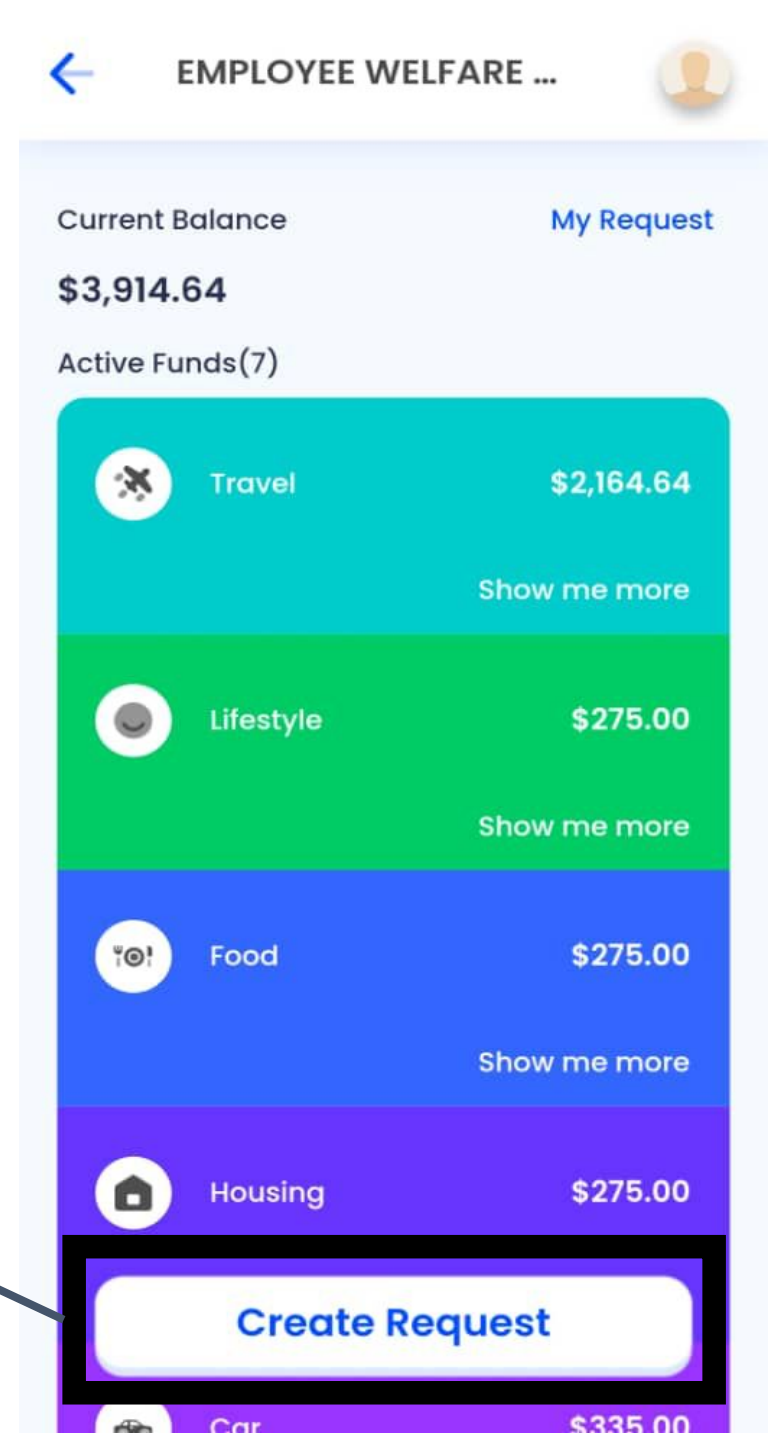 EMPLOYEE WELFARE ...
Current Balance My Request
$3,914.64
Active Funds(7)
Travel $2,164.64
Show me more
Lifestyle $275.00
Show me more
Food $275.00
Show me more
Housing $275.00
Create Request
Car $335.00